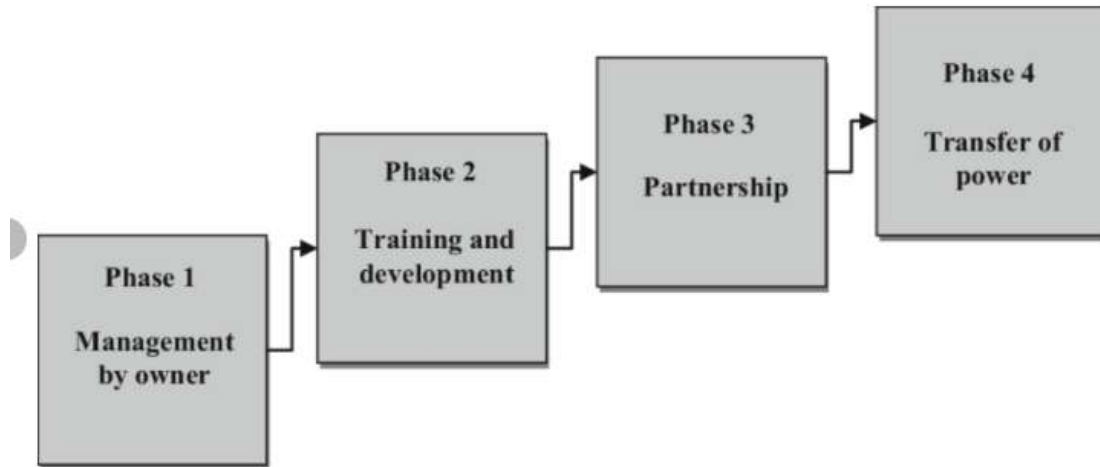 Phase 1
Management
by owner
Phase 2
Training and
development
Phase 3
Partnership
Phase 4
Transfer of
power